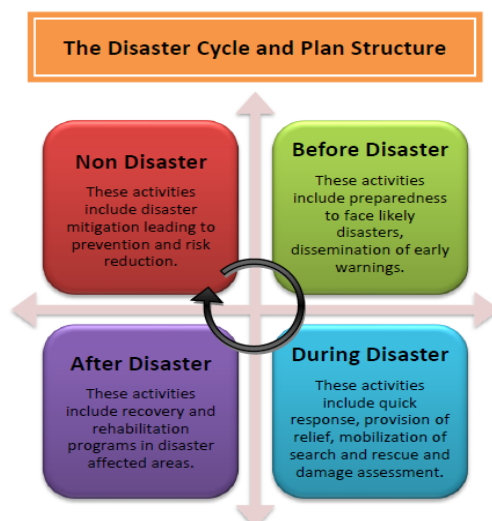 The Disaster Cycle and Plan Structure
Non Disaster
These activities
include disaster
mitigation leading to
prevention and risk
reduction.
Before Disaster
These activities
include preparedness
to face likely
disasters,
dissemination of early
warnings.
After Disaster
These activities
include recovery and
rehabilitation
programs in disaster
affected areas.
During Disaster
These activities
include quick
response, provision of
relief, mobilization of
search and rescue and
damage assessment.